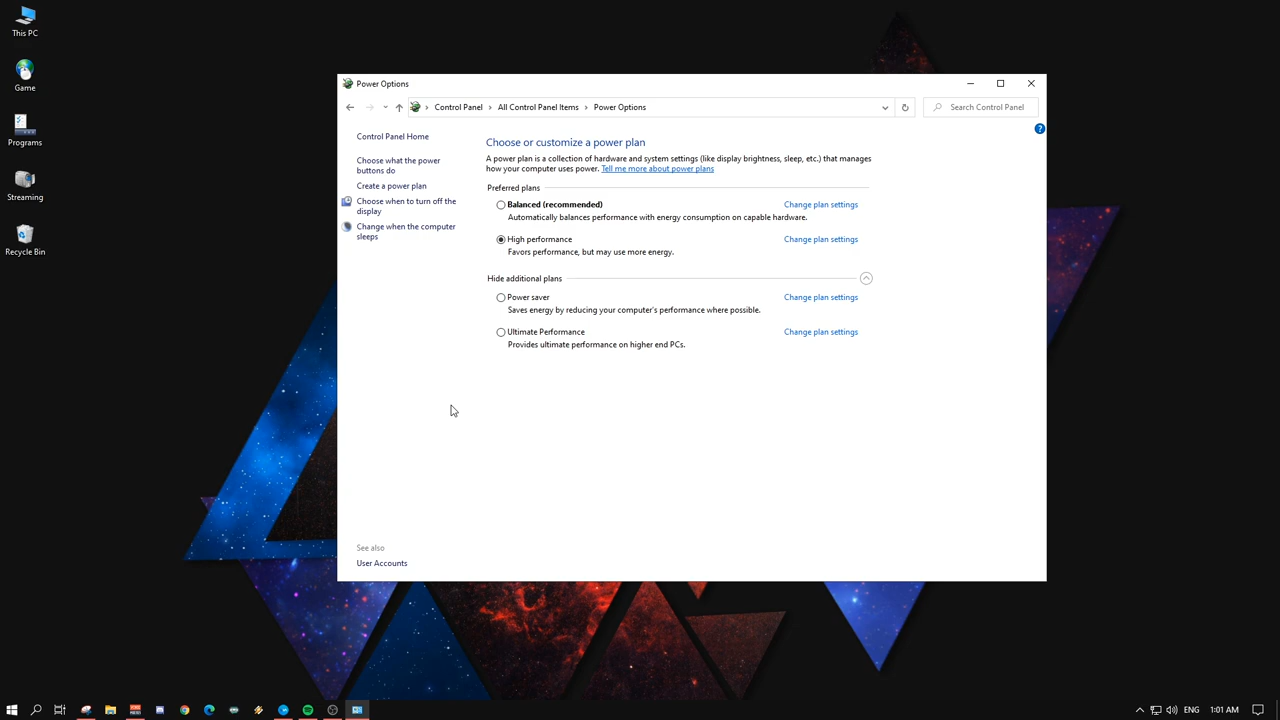 This PC
Game
Programs
Streaming
Recycle Bin
Power Options
Control Panel
All Control Panel Items
Power Options
Search Control Panel
Control Panel Home
Choose what the power
buttons do
Create a power plan
Choose when to turn off the
display
Change when the computer
sleeps
See also
User Accounts
Choose or customize a power plan
A power plan is a collection of hardware and system settings (like display brightness, sleep, etc.) that manages
how your computer uses power. Tell me more about power plans
Preferred plans
Balanced (recommended) Change plan settings
Automatically balances performance with energy consumption on capable hardware.
High performance Change plan settings
Favors performance, but may use more energy.
Hide additional plans
Power saver Change plan settings
Saves energy by reducing your computer's performance where possible.
Ultimate Performance Change plan settings
Provides ultimate performance on higher end PCs.
ENG 1:01 AM